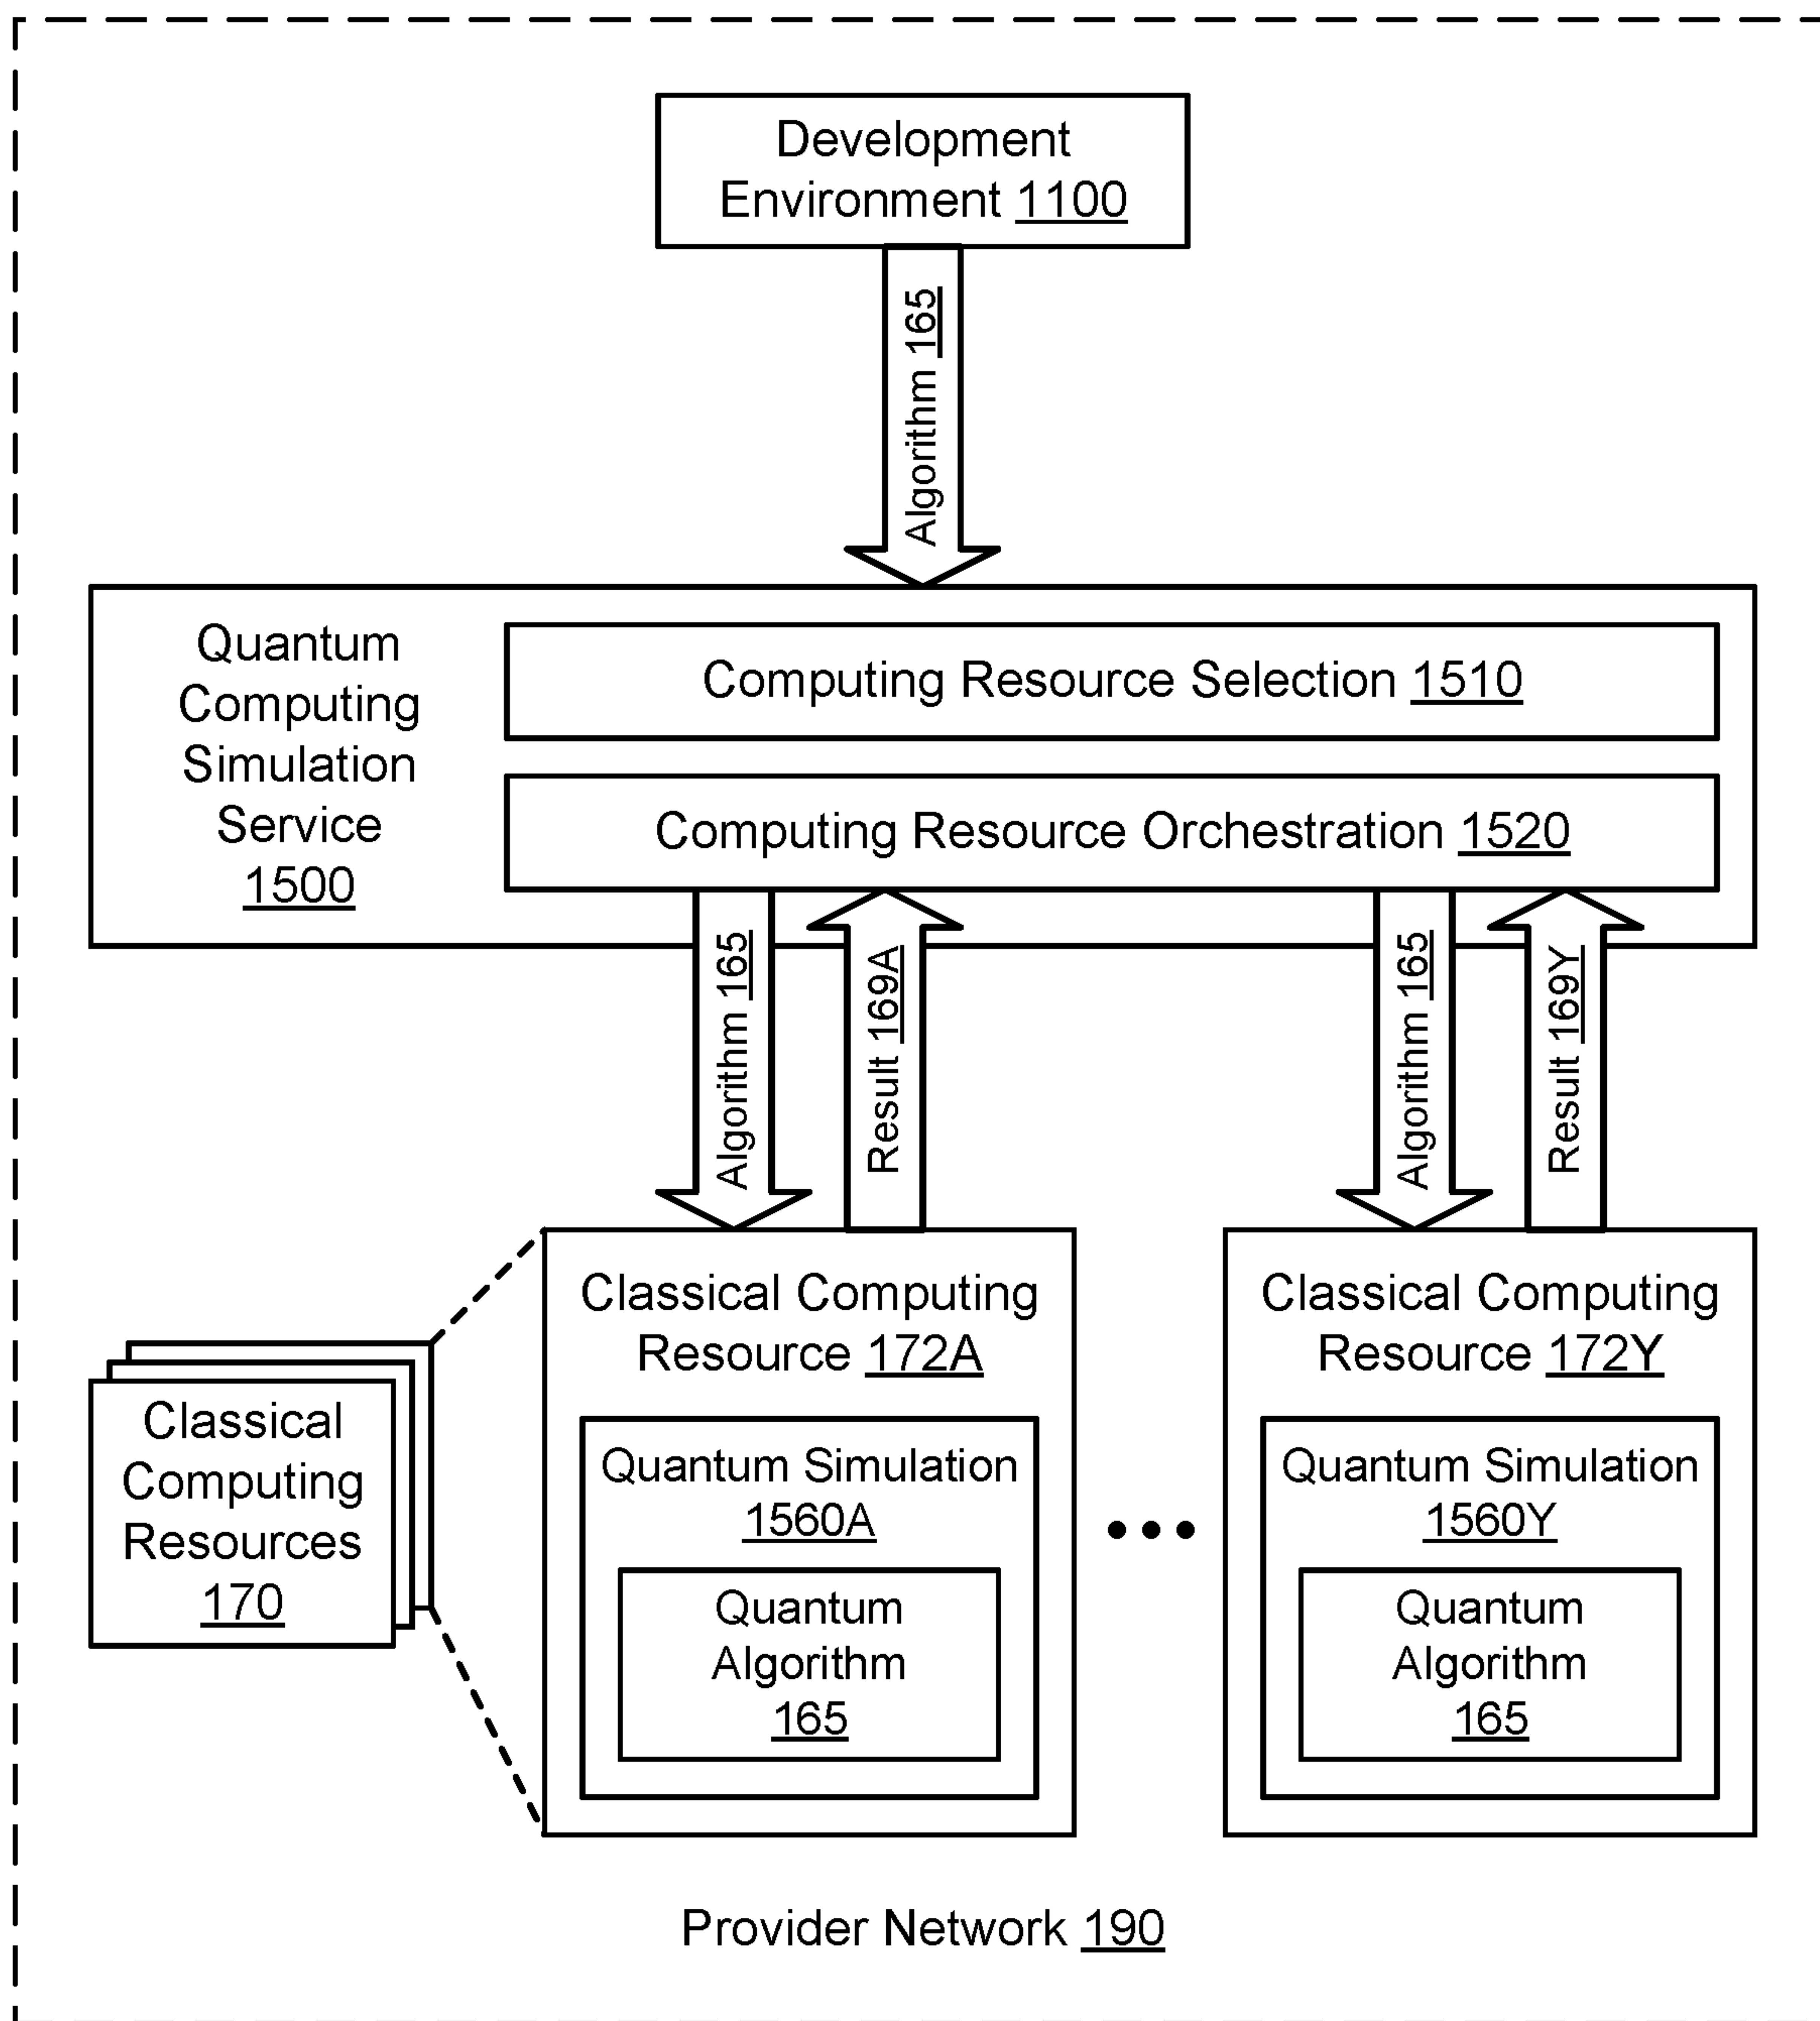 Development
Environment 1100
Algorithm 165
Quantum
Computing
Simulation
Service
1500
Computing Resource Selection 1510
Computing Resource Orchestration 1520
Algorithm 165
Result 169A
Algorithm 165
Result 169Y
Classical
Computing
Resources
170
Classical Computing
Resource 172A
Quantum Simulation
1560A
Quantum
Algorithm
165
Classical Computing
Resource 172Y
Quantum Simulation
1560Y
Quantum
Algorithm
165
Provider Network 190